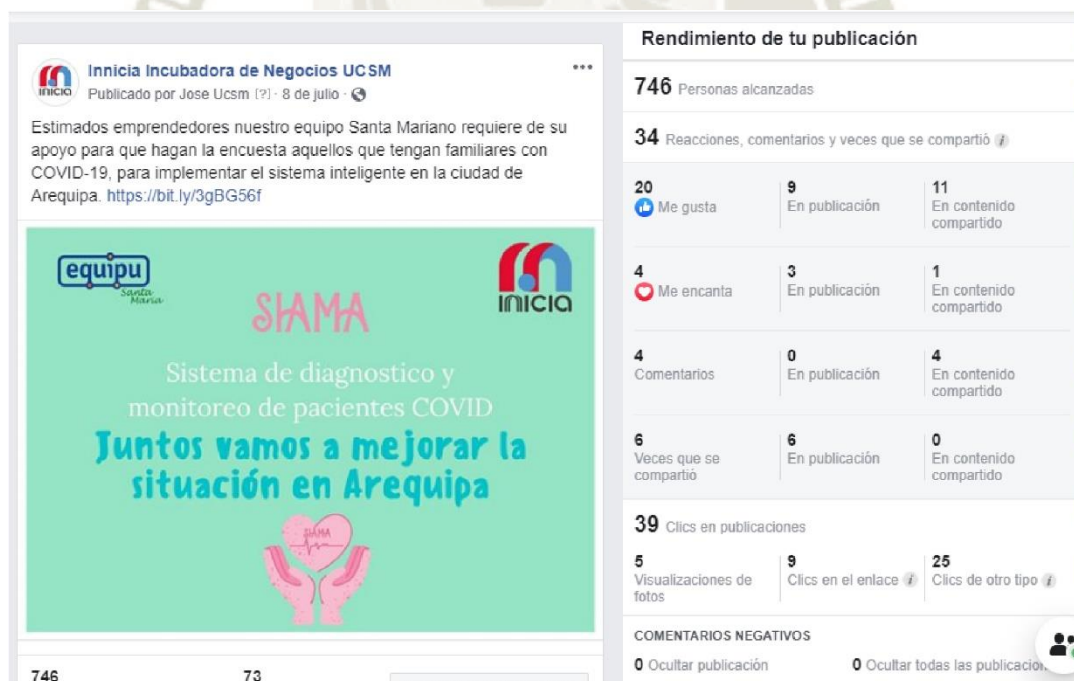 Innicia Incubadora de Negocios UCSM
Publicado por Jose Ucsm [?] · 8 de julio ·
Estimados emprendedores nuestro equipo Santa Mariano requiere de su
apoyo para que hagan la encuesta aquellos que tengan familiares con
COVID-19, para implementar el sistema inteligente en la ciudad de
Arequipa. https://bit.ly/3gBG56f
equipu
Santa
Maria
INICIA
SIAMA
Sistema de diagnostico y
monitoreo de pacientes COVID
Juntos vamos a mejorar la
situación en Arequipa
SIAMA
746 73
Rendimiento de tu publicación
746 Personas alcanzadas
34 Reacciones, comentarios y veces que se compartió
20 9 11
Me gusta En publicación En contenido
compartido
4 3 1
Me encanta En publicación En contenido
compartido
4 0 4
Comentarios En publicación En contenido
compartido
6 6 0
Veces que se En publicación En contenido
compartió compartido
39 Clics en publicaciones
5 9 25
Visualizaciones de Clics en el enlace Clics de otro tipo
fotos
COMENTARIOS NEGATIVOS
0 Ocultar publicación 0 Ocultar todas las